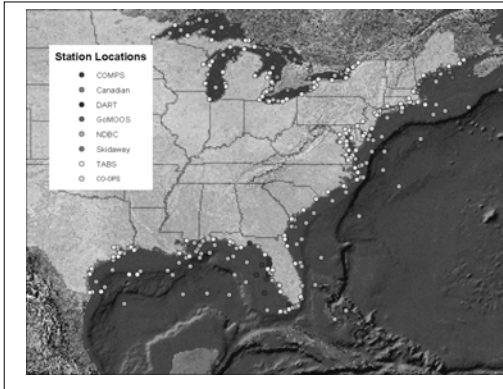 Station Locations
COMPS
Canadian
DART
GoMOOS
NDBC
Skidaway
TABS
CO-OPS